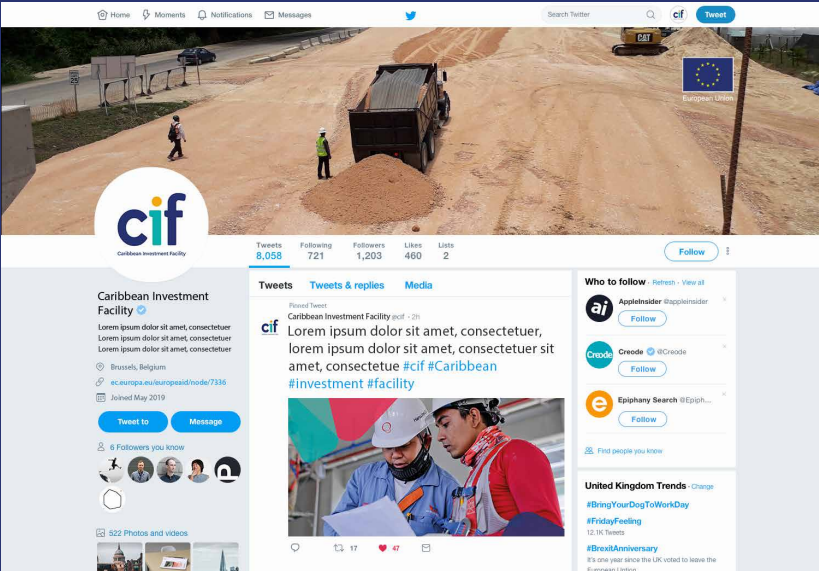 Home Moments Notifications Messages
Search Twitter
cif
Tweet
CAT
European Union
cif
Caribbean Investment Facility
Tweets Following Followers Likes Lists
8,058 721 1,203 460 2
Follow
Caribbean Investment
Facility
Lorem ipsum dolor sit amet, consectetuer
Lorem ipsum dolor sit amet, consectetuer
Lorem ipsum dolor sit amet, consectetuer
Brussels, Belgium
ec.europa.eu/europeaid/node/7336
Joined May 2019
Tweet to Message
6 Followers you know
522 Photos and videos
Tweets Tweets & replies Media
Pinned Tweet
Caribbean Investment Facility @cif · 2h
cif
Lorem ipsum dolor sit amet, consectetuer,
lorem ipsum dolor sit amet, consectetuer sit
amet, consectetue #cif #Caribbean
#investment #facility
17 47
Who to follow · Refresh · View all
ai
AppleInsider @appleinsider
Follow
Creode
Creode @Creode
Follow
e
Epiphany Search @Epiph...
Follow
Find people you know
United Kingdom Trends · Change
#BringYourDogToWorkDay
#FridayFeeling
12.1K Tweets
#BrexitAnniversary
It's one year since the UK voted to leave the
European Union